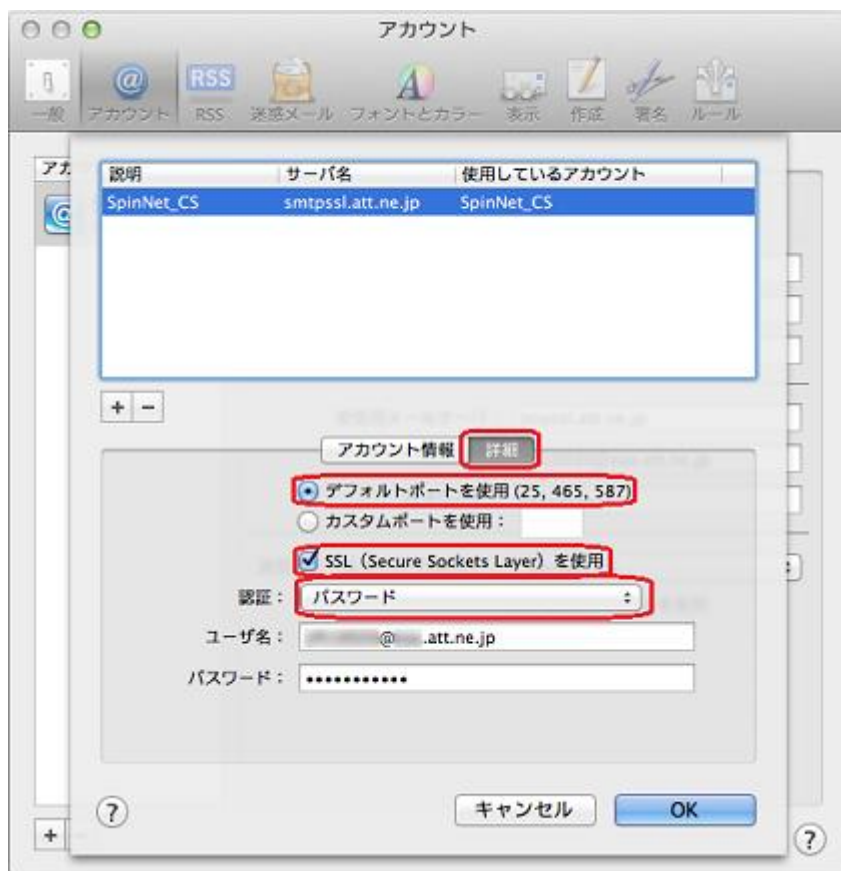 アカウント
一般 アカウント RSS 迷惑メール フォントとカラー 表示 作成 署名 ルール
RSS
アカ
説明 サーバ名 使用しているアカウント
SpinNet_CS smtpssl.att.ne.jp SpinNet_CS
+ −
アカウント情報 詳細
デフォルトポートを使用 (25, 465, 587)
カスタムポートを使用：
SSL（Secure Sockets Layer）を使用
認証： パスワード
ユーザ名： @ .att.ne.jp
パスワード： •••••••••••
? キャンセル OK
+ ?